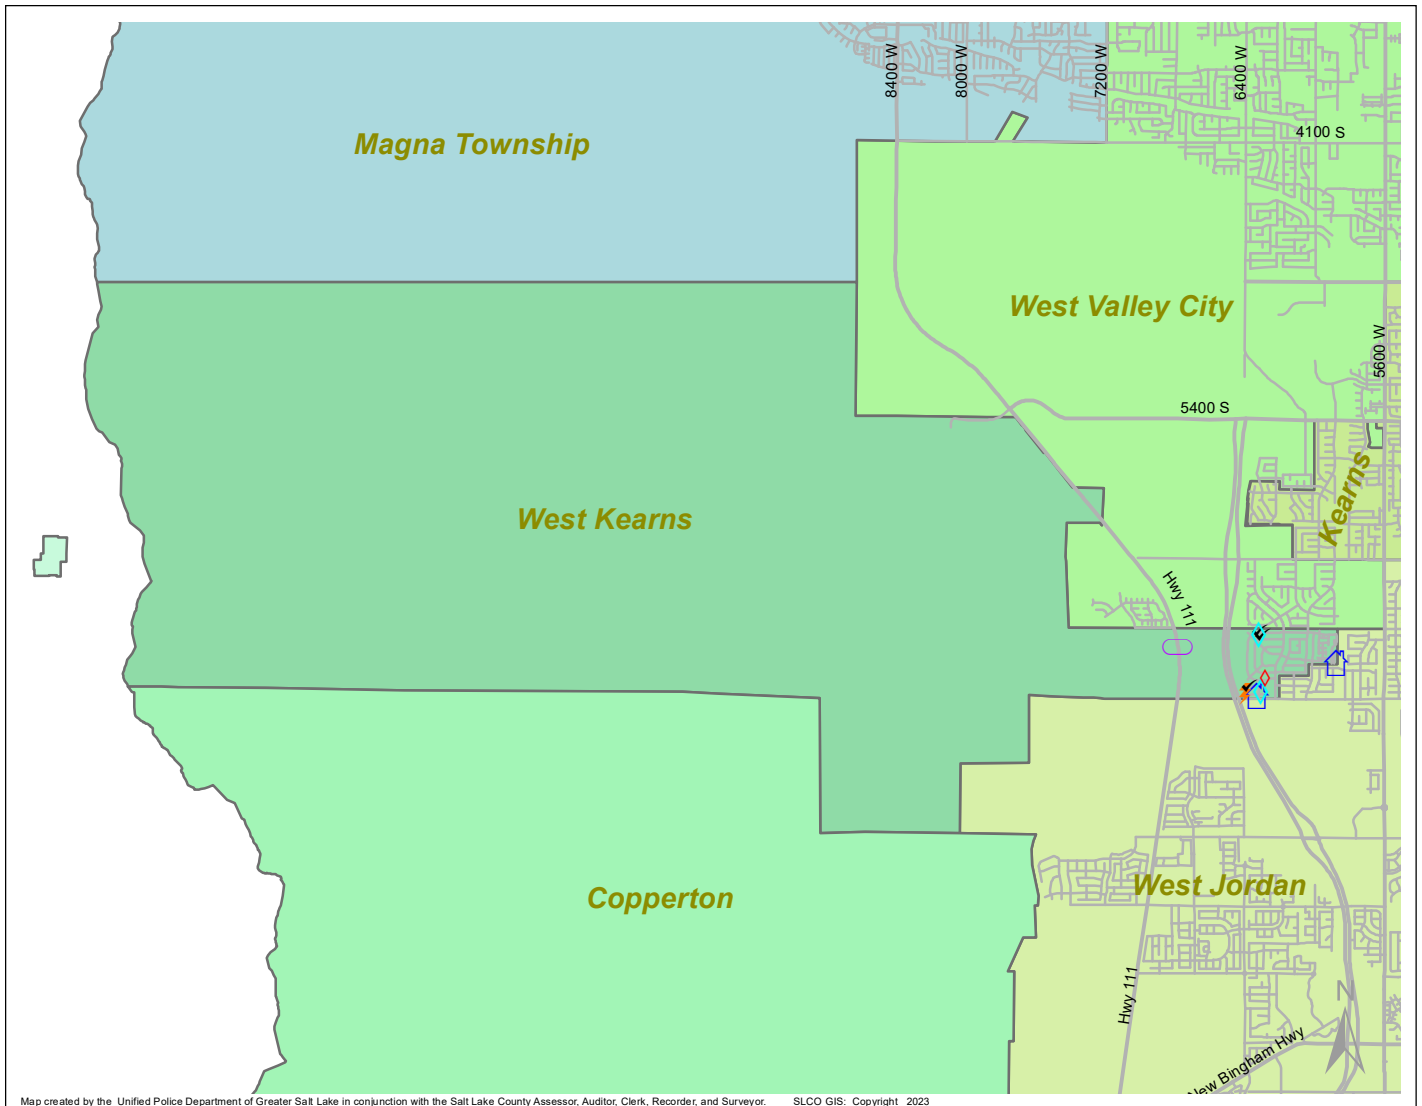 8400 W
8000 W
7200 W
6400 W
4100 S
Magna Township
West Valley City
5600 W
5400 S
Kearns
West Kearns
Hwy 111
West Jordan
Copperton
Hwy 111
N
New Bingham Hwy
Map created by the Unified Police Department of Greater Salt Lake in conjunction with the Salt Lake County Assessor, Auditor, Clerk, Recorder, and Surveyor. SLCO GIS: Copyright 2023